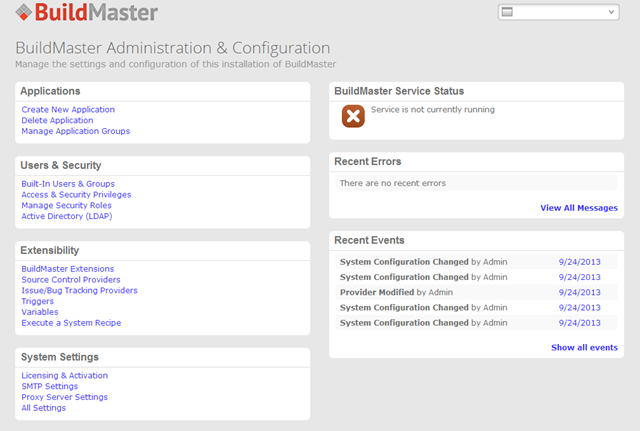 BuildMaster
BuildMaster Administration & Configuration
Manage the settings and configuration of this installation of BuildMaster
Applications
Create New Application
Delete Application
Manage Application Groups
Users & Security
Built-In Users & Groups
Access & Security Privileges
Manage Security Roles
Active Directory (LDAP)
Extensibility
BuildMaster Extensions
Source Control Providers
Issue/Bug Tracking Providers
Triggers
Variables
Execute a System Recipe
System Settings
Licensing & Activation
SMTP Settings
Proxy Server Settings
All Settings
BuildMaster Service Status
Service is not currently running
Recent Errors
There are no recent errors
View All Messages
Recent Events
System Configuration Changed by Admin 9/24/2013
System Configuration Changed by Admin 9/24/2013
Provider Modified by Admin 9/24/2013
System Configuration Changed by Admin 9/24/2013
System Configuration Changed by Admin 9/24/2013
Show all events